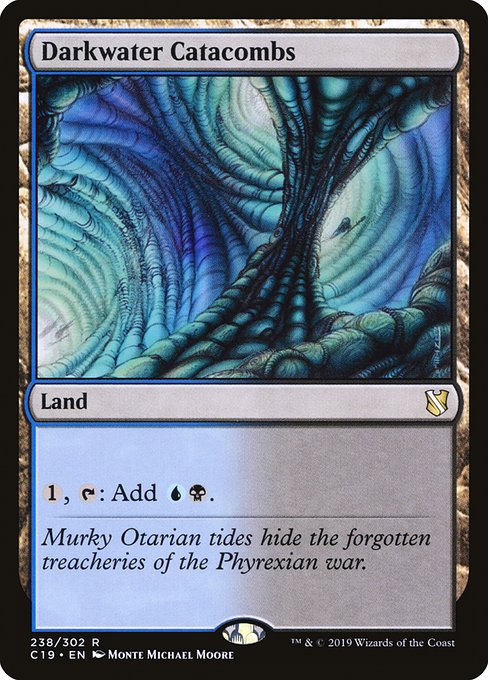 Darkwater Catacombs
Land
1, : Add .
Murky Otarian tides hide the forgotten
treacheries of the Phyrexian war.
238/302 R
C19 • EN Monte Michael Moore
™ & © 2019 Wizards of the Coast